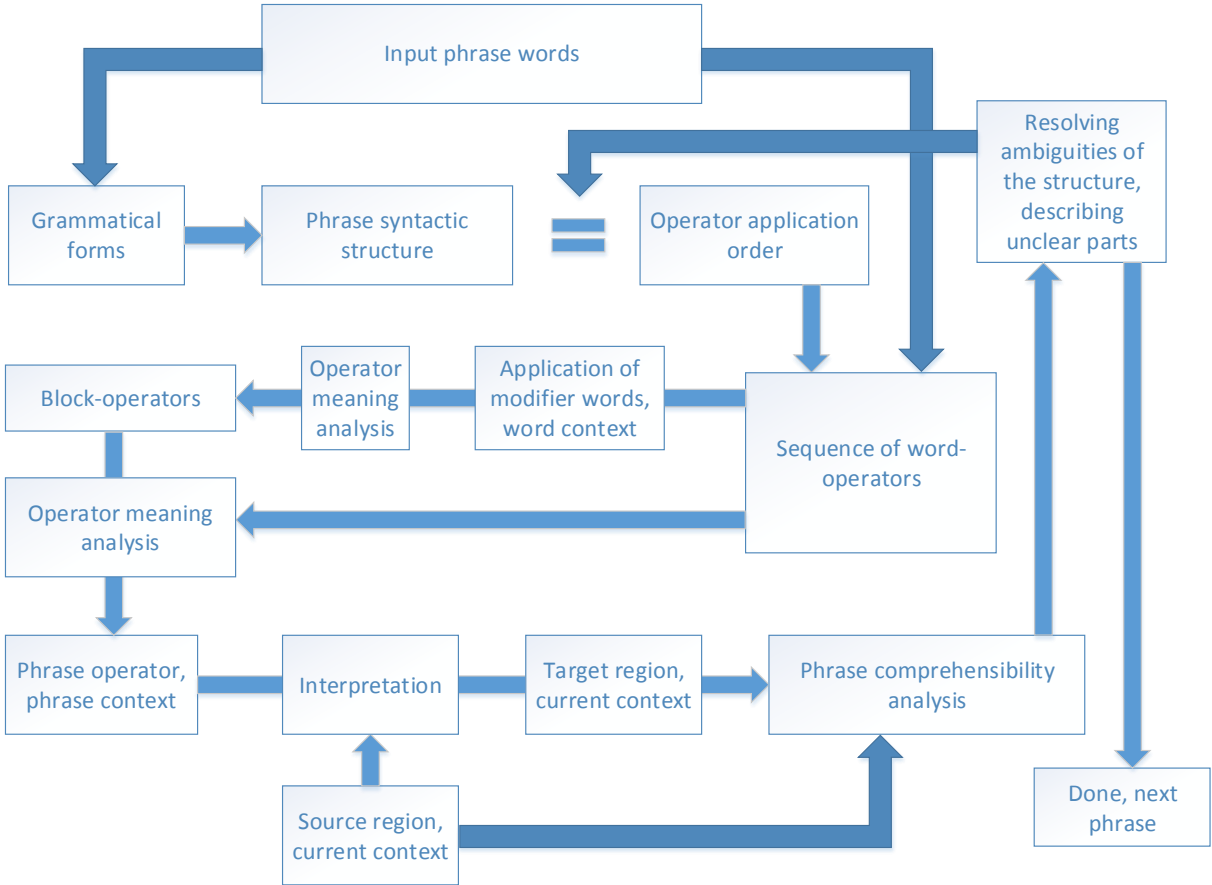 Input phrase words
Resolving
ambiguities of
the structure,
describing
unclear parts
Grammatical
forms
Phrase syntactic
structure
Operator application
order
Block-operators
Operator
meaning
analysis
Application of
modifier words,
word context
Sequence of word-
operators
Operator meaning
analysis
Phrase operator,
phrase context
Interpretation
Target region,
current context
Phrase comprehensibility
analysis
Source region,
current context
Done, next
phrase